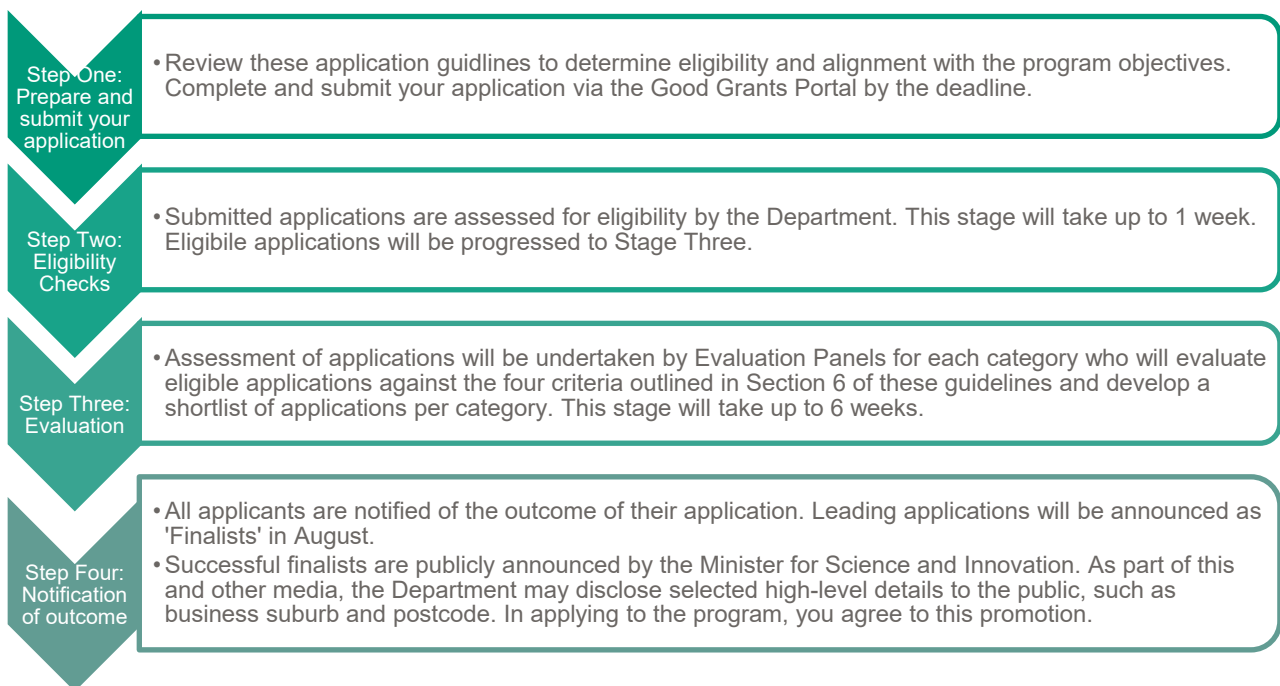 Step One:
Prepare and
submit your
application
• Review these application guidlines to determine eligibility and alignment with the program objectives.
Complete and submit your application via the Good Grants Portal by the deadline.
Step Two:
Eligibility
Checks
• Submitted applications are assessed for eligibility by the Department. This stage will take up to 1 week.
Eligibile applications will be progressed to Stage Three.
Step Three:
Evaluation
• Assessment of applications will be undertaken by Evaluation Panels for each category who will evaluate
eligible applications against the four criteria outlined in Section 6 of these guidelines and develop a
shortlist of applications per category. This stage will take up to 6 weeks.
Step Four:
Notification
of outcome
• All applicants are notified of the outcome of their application. Leading applications will be announced as
'Finalists' in August.
• Successful finalists are publicly announced by the Minister for Science and Innovation. As part of this
and other media, the Department may disclose selected high-level details to the public, such as
business suburb and postcode. In applying to the program, you agree to this promotion.